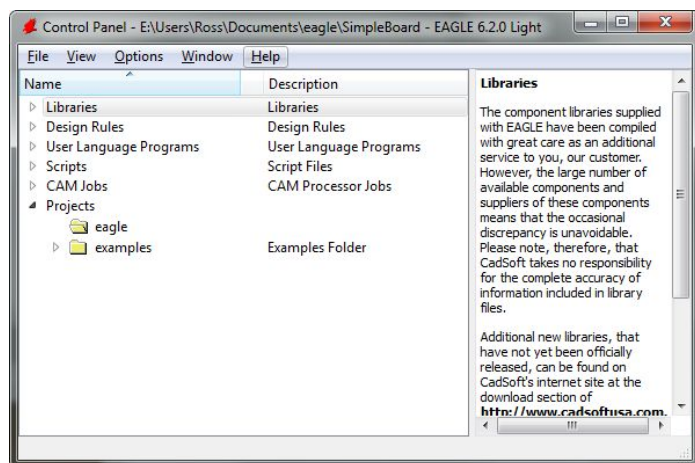 Control Panel - E:\Users\Ross\Documents\eagle\SimpleBoard - EAGLE 6.2.0 Light
File View Options Window Help
Name Description
Libraries Libraries
Design Rules Design Rules
User Language Programs User Language Programs
Scripts Script Files
CAM Jobs CAM Processor Jobs
Projects
eagle
examples Examples Folder
Libraries
The component libraries supplied
with EAGLE have been compiled
with great care as an additional
service to you, our customer.
However, the large number of
available components and
suppliers of these components
means that the occasional
discrepancy is unavoidable.
Please note, therefore, that
CadSoft takes no responsibility
for the complete accuracy of
information included in library
files.
Additional new libraries, that
have not yet been officially
released, can be found on
CadSoft's internet site at the
download section of
http://www.cadsoftusa.com.